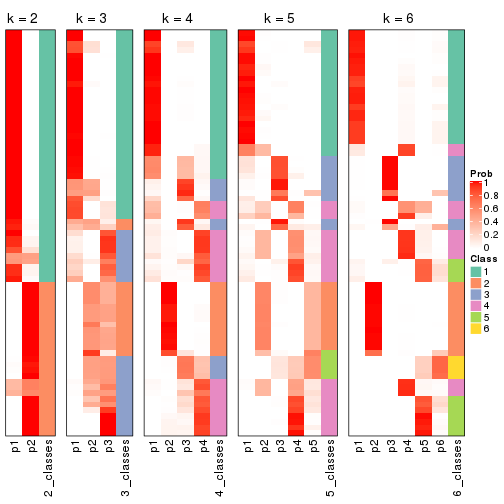 k = 2
k = 3
k = 4
k = 5
k = 6
Prob
1
0.8
0.6
0.4
0.2
0
Class
1
2
3
4
5
6
p1
p2
2_classes
p1
p2
p3
3_classes
p1
p2
p3
p4
4_classes
p1
p2
p3
p4
p5
5_classes
p1
p2
p3
p4
p5
p6
6_classes